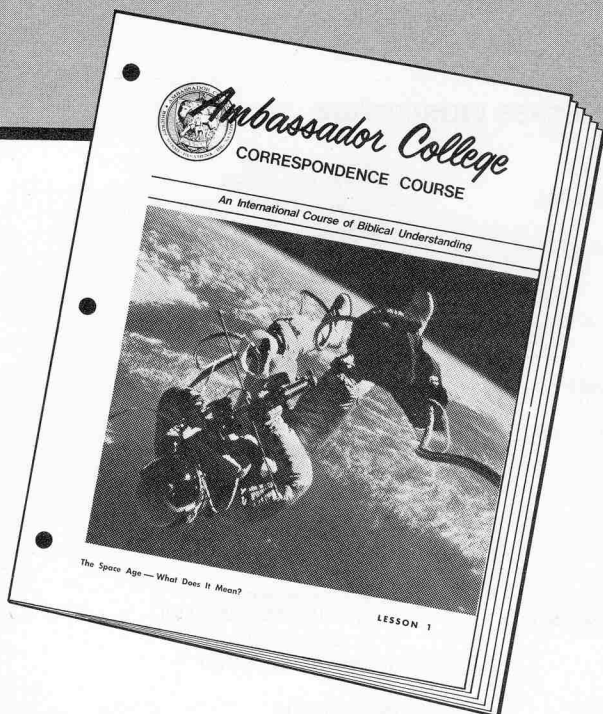 Ambassador College
CORRESPONDENCE COURSE
An International Course of Biblical Understanding
The Space Age — What Does It Mean?
LESSON 1